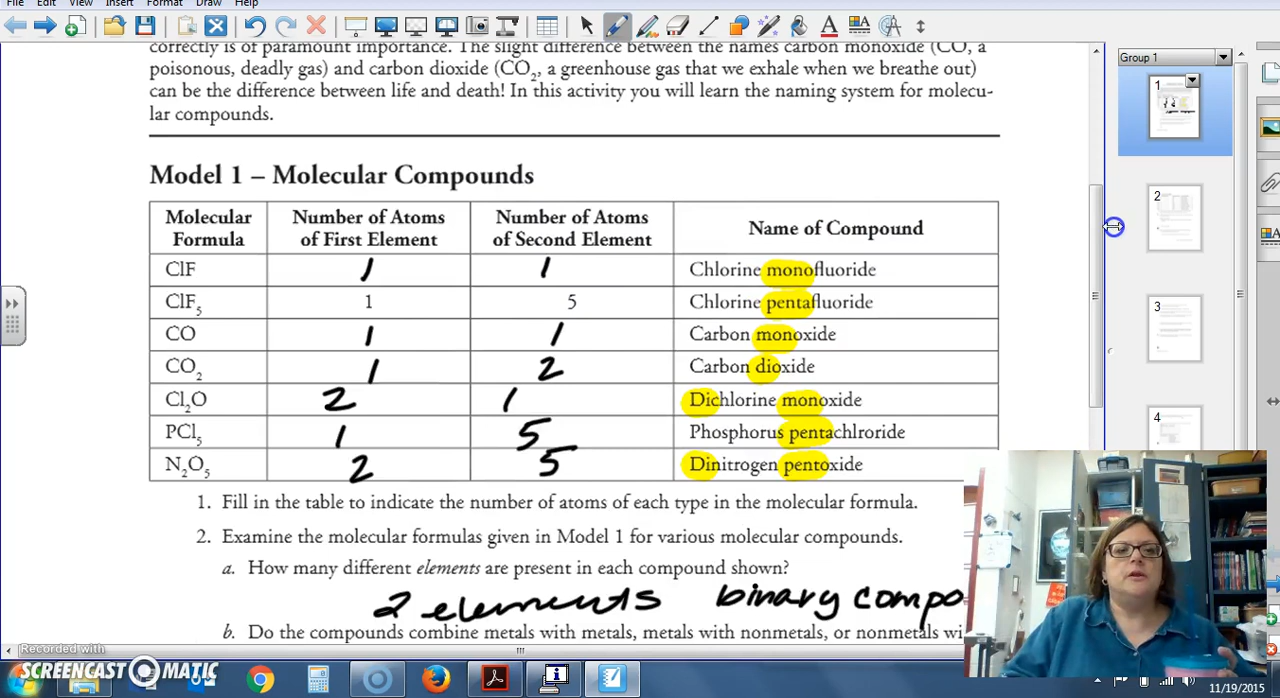 File Edit View Insert Format Draw Help
correctly is of paramount importance. The slight difference between the names carbon monoxide (CO, a
poisonous, deadly gas) and carbon dioxide (CO2, a greenhouse gas that we exhale when we breathe out)
can be the difference between life and death! In this activity you will learn the naming system for molecu-
lar compounds.
Model 1 – Molecular Compounds
Molecular Formula Number of Atoms of First Element Number of Atoms of Second Element Name of Compound
ClF 1 1 Chlorine monofluoride
ClF5 1 5 Chlorine pentafluoride
CO 1 1 Carbon monoxide
CO2 1 2 Carbon dioxide
Cl2O 2 1 Dichlorine monoxide
PCl5 1 5 Phosphorus pentachlroride
N2O5 2 5 Dinitrogen pentoxide
1. Fill in the table to indicate the number of atoms of each type in the molecular formula.
2. Examine the molecular formulas given in Model 1 for various molecular compounds.
a. How many different elements are present in each compound shown?
2 elements binary compo
b. Do the compounds combine metals with metals, metals with nonmetals, or nonmetals wi
Group 1
1
2
3
4
Recorded with
SCREENCAST MATIC
11/19/2015